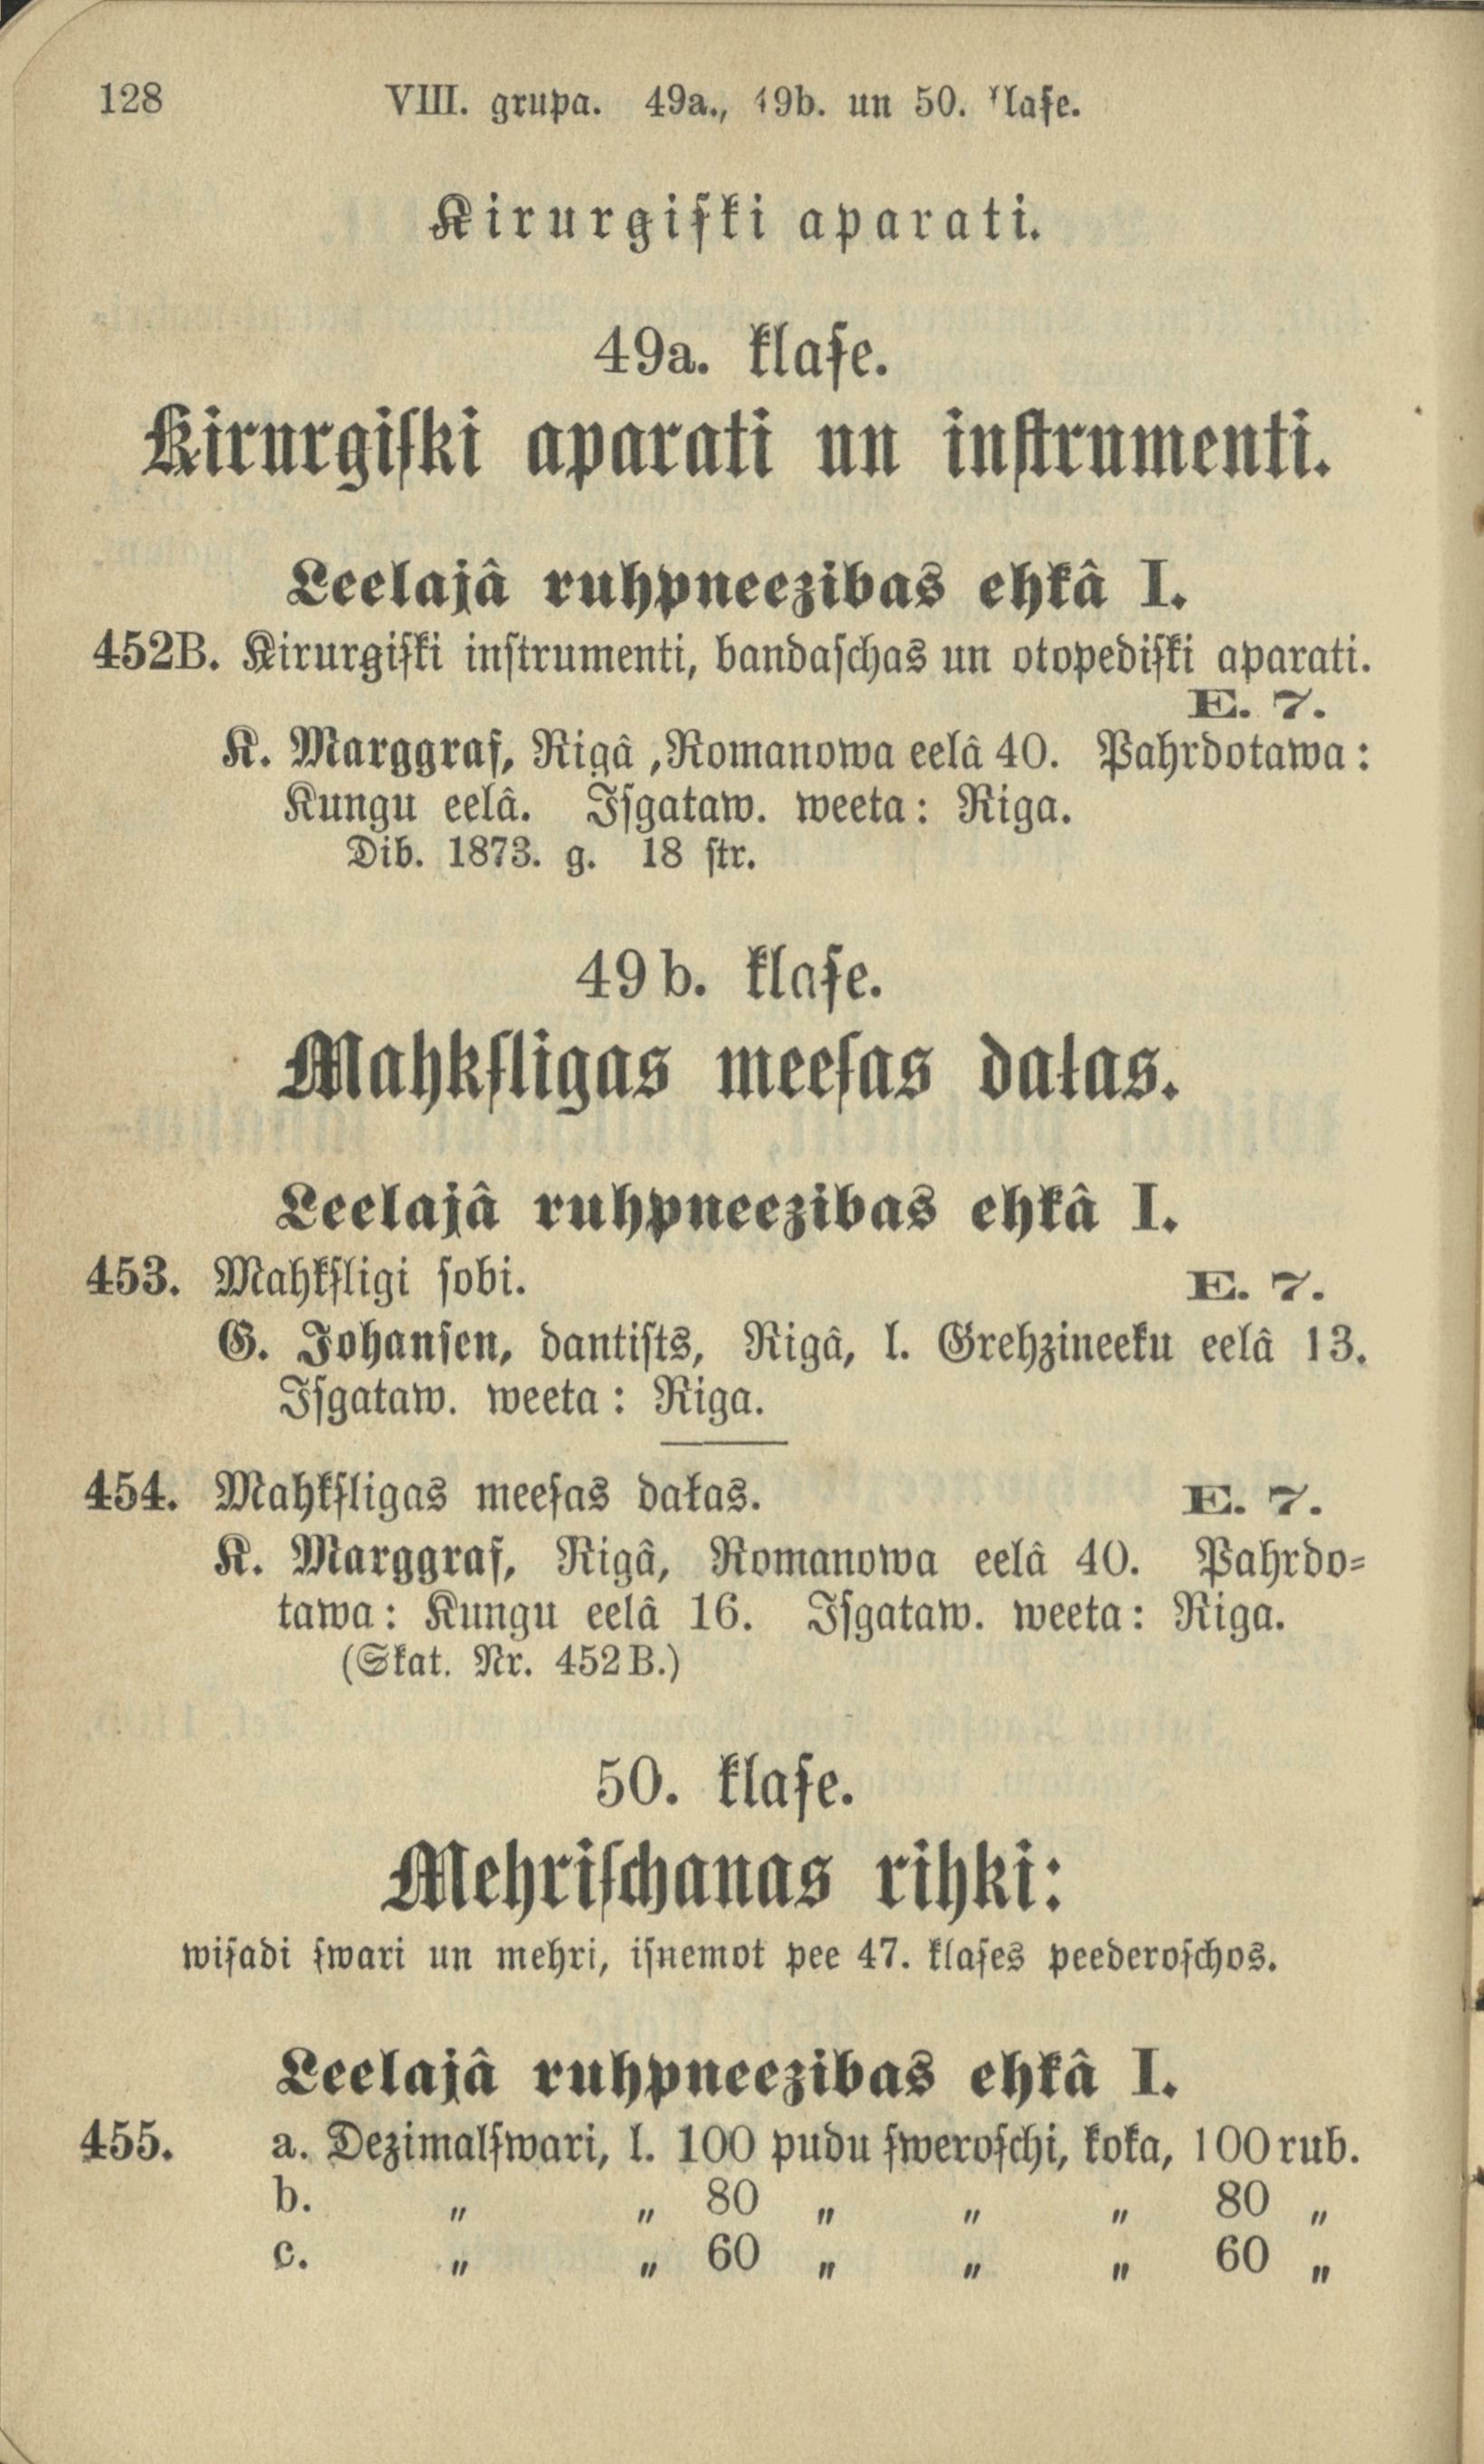 128 VIII. grupa. 49a., 49b. un 50. klaſe.
Kirurgiſki aparati.
49a. klaſe.
Kirurgiſki aparati un inſtrumenti.
Leelajâ ruhpneezibas ehkâ I.
452B. Kirurgiſki inſtrumenti, bandaſchas un otopediſki aparati.
E. 7.
K. Marggraf, Rigâ ,Romanowa eelâ 40. Pahrdotawa:
Kungu eelâ. Iſgataw. weeta: Riga.
Dib. 1873. g. 18 ſtr.
49b. klaſe.
Mahkſligas meeſas daƚas.
Leelajâ ruhpneezibas ehkâ I.
453. Mahkſligi ſobi. E. 7.
G. Johanſen, dantiſts, Rigâ, l. Grehzineeku eelâ 13.
Iſgataw. weeta: Riga.
454. Mahkſligas meeſas daƚas. E. 7.
K. Marggraf, Rigâ, Romanowa eelâ 40. Pahrdo-
tawa: Kungu eelâ 16. Iſgataw. weeta: Riga.
(Skat. Nr. 452B.)
50. klaſe.
Mehriſchanas rihki:
wiſadi ſwari un mehri, iſnemot pee 47. klaſes peederoſchos.
Leelajâ ruhpneezibas ehkâ I.
455. a. Dezimalſwari, l. 100 pudu ſweroſchi, koka, 100 rub.
b. „ „ 80 „ „ „ 80 „
c. „ „ 60 „ „ „ 60 „